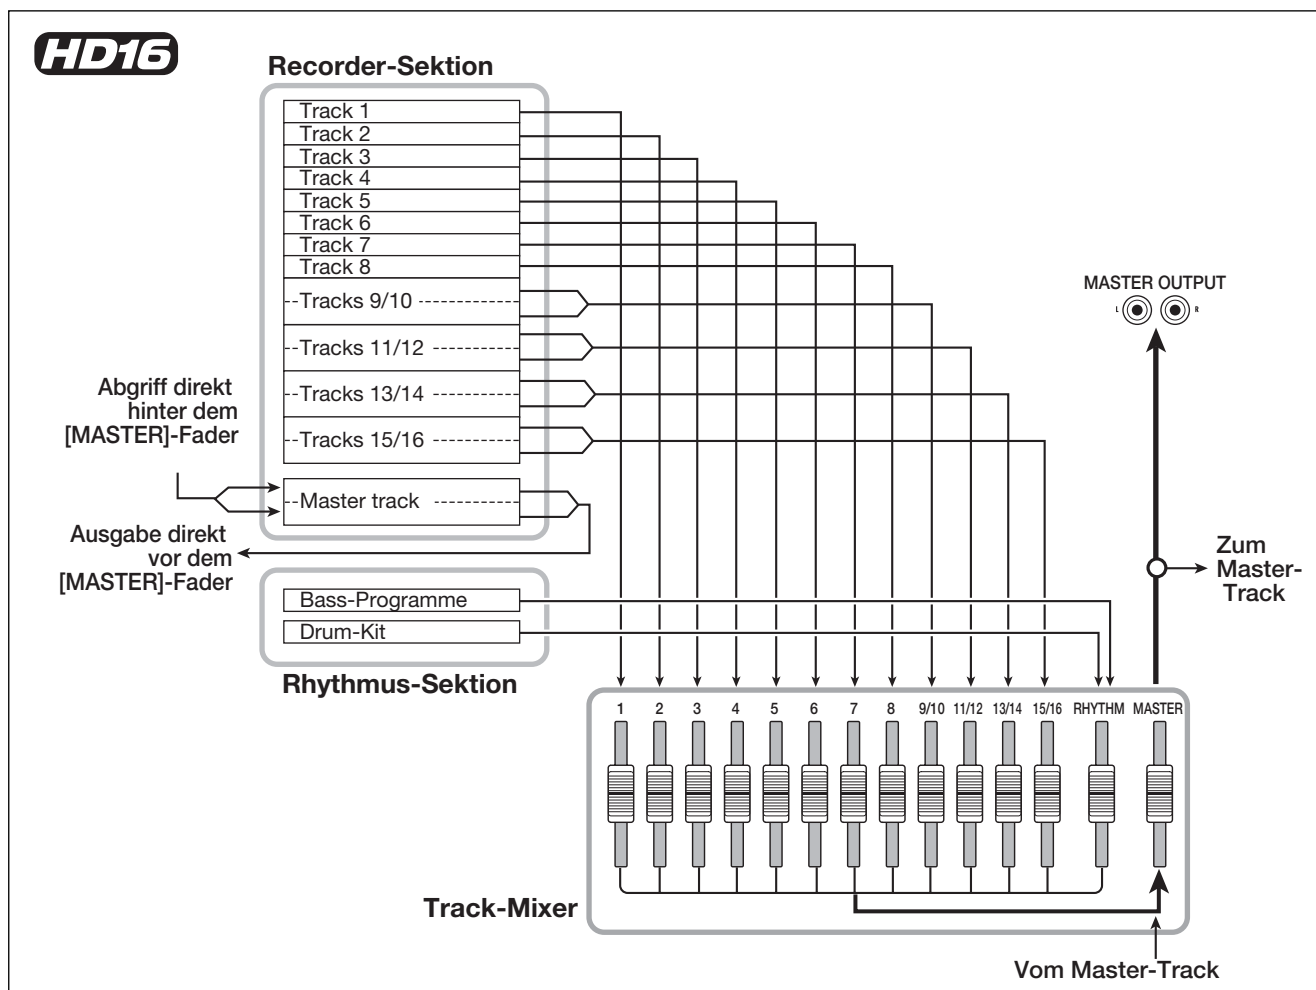 HD16
Recorder-Sektion
Track 1
Track 2
Track 3
Track 4
Track 5
Track 6
Track 7
Track 8
Tracks 9/10
Tracks 11/12
Tracks 13/14
Tracks 15/16
Master track
Abgriff direkt
hinter dem
[MASTER]-Fader
Ausgabe direkt
vor dem
[MASTER]-Fader
Bass-Programme
Drum-Kit
Rhythmus-Sektion
MASTER OUTPUT
L R
Zum
Master-
Track
1 2 3 4 5 6 7 8 9/10 11/12 13/14 15/16 RHYTHM MASTER
Track-Mixer
Vom Master-Track